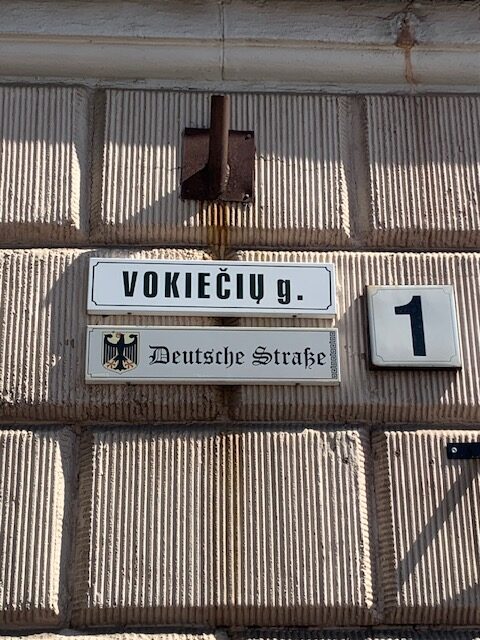 VOKIEČIŲ g.
Deutsche Straße
1